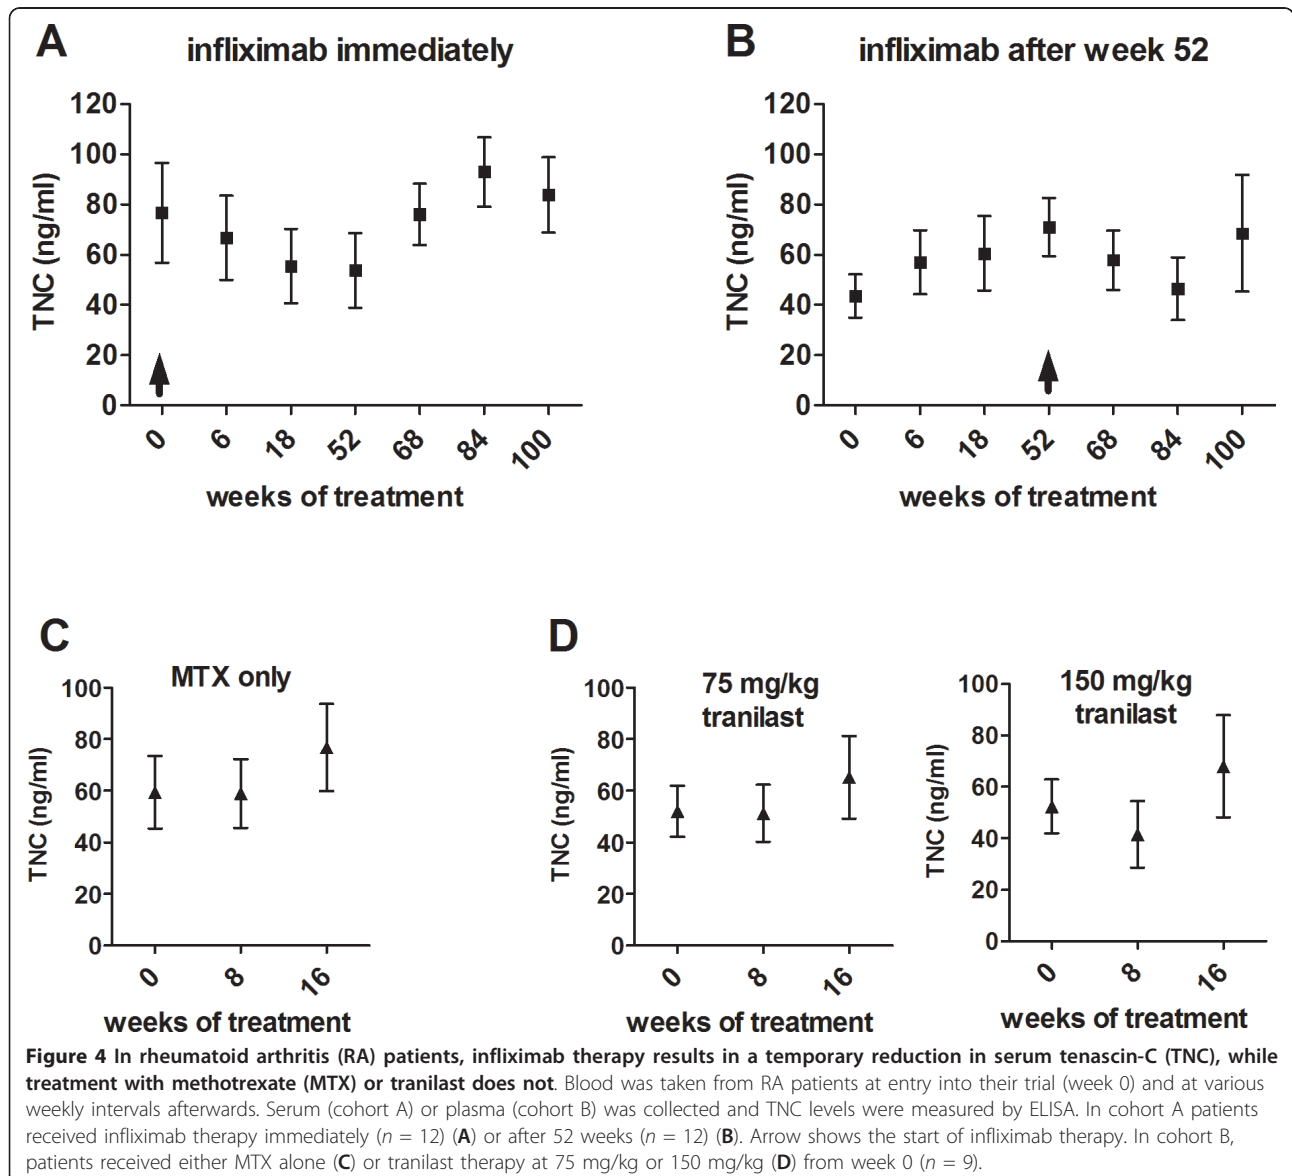 A
infliximab immediately
TNC (ng/ml)
120
100
80
60
40
20
0
0 6 18 52 68 84 100
weeks of treatment
B
infliximab after week 52
TNC (ng/ml)
120
100
80
60
40
20
0
0 6 18 52 68 84 100
weeks of treatment
C
MTX only
TNC (ng/ml)
100
80
60
40
20
0
0 8 16
weeks of treatment
D
75 mg/kg
tranilast
TNC (ng/ml)
100
80
60
40
20
0
0 8 16
weeks of treatment
150 mg/kg
tranilast
TNC (ng/ml)
100
80
60
40
20
0
0 8 16
weeks of treatment
Figure 4 In rheumatoid arthritis (RA) patients, infliximab therapy results in a temporary reduction in serum tenascin-C (TNC), while
treatment with methotrexate (MTX) or tranilast does not. Blood was taken from RA patients at entry into their trial (week 0) and at various
weekly intervals afterwards. Serum (cohort A) or plasma (cohort B) was collected and TNC levels were measured by ELISA. In cohort A patients
received infliximab therapy immediately (n = 12) (A) or after 52 weeks (n = 12) (B). Arrow shows the start of infliximab therapy. In cohort B,
patients received either MTX alone (C) or tranilast therapy at 75 mg/kg or 150 mg/kg (D) from week 0 (n = 9).